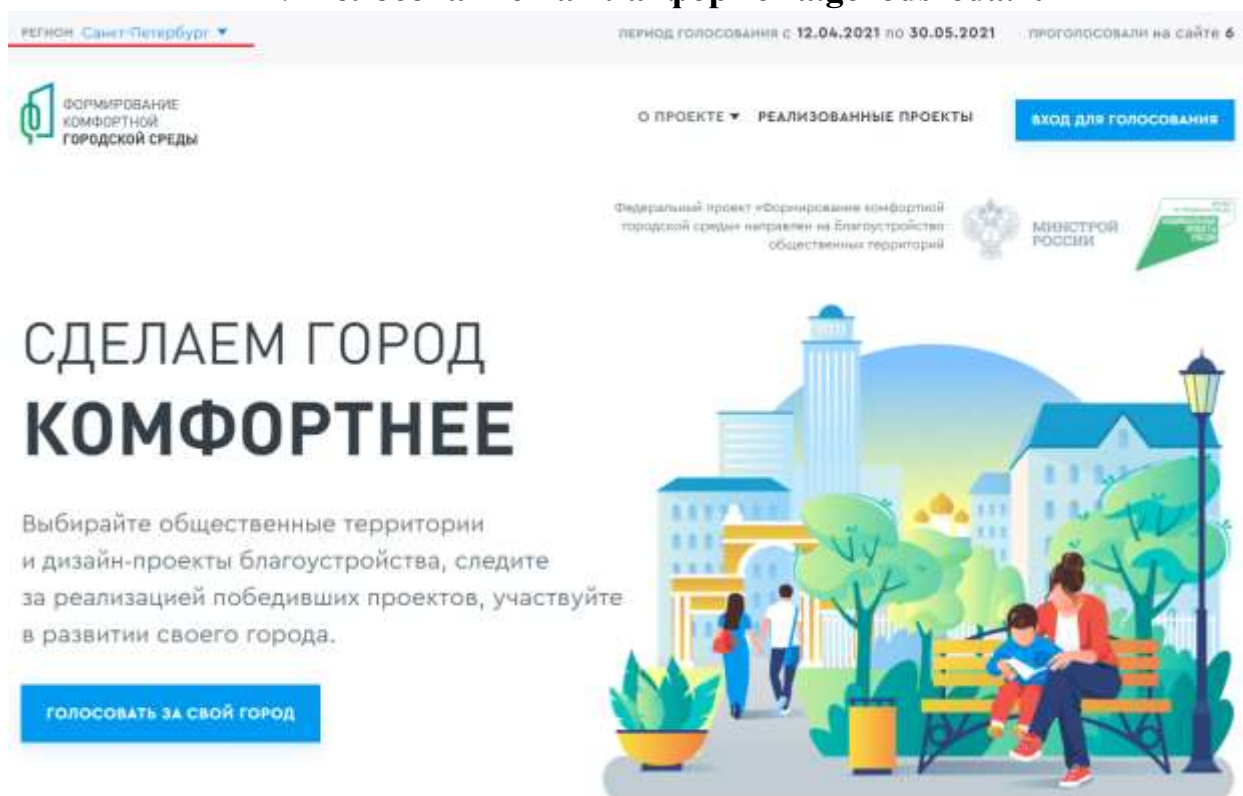 РЕГИОН Санкт-Петербург ▼
ПЕРИОД ГОЛОСОВАНИЯ с 12.04.2021 по 30.05.2021 ПРОГОЛОСОВАЛИ на сайте 6
ФОРМИРОВАНИЕ
КОМФОРТНОЙ
ГОРОДСКОЙ СРЕДЫ
О ПРОЕКТЕ ▼ РЕАЛИЗОВАННЫЕ ПРОЕКТЫ
ВХОД ДЛЯ ГОЛОСОВАНИЯ
Федеральный проект «Формирование комфортной
городской среды» направлен на благоустройство
общественных территорий
МИНСТРОЙ
РОССИИ
СДЕЛАЕМ ГОРОД
КОМФОРТНЕЕ
Выбирайте общественные территории
и дизайн-проекты благоустройства, следите
за реализацией победивших проектов, участвуйте
в развитии своего города.
ГОЛОСОВАТЬ ЗА СВОЙ ГОРОД